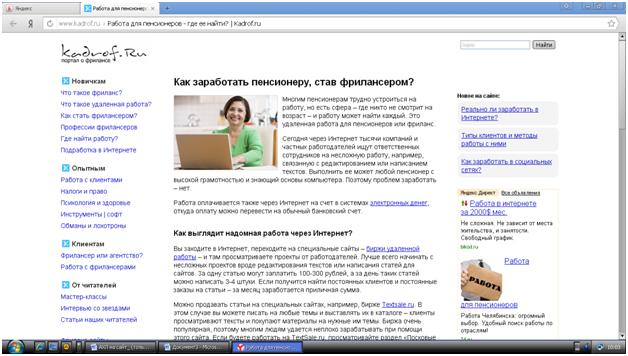 Яндекс
Работа для пенсионер
www.kadrof.ru › Работа для пенсионеров - где ее найти? | Kadrof.ru
kadrof.Ru
портал о фрилансе
Найти
Новичкам
Что такое фриланс?
Что такое удаленная работа?
Как стать фрилансером?
Профессии фрилансеров
Где найти работу?
Подработка в Интернете
Опытным
Работа с клиентами
Налоги и право
Психология и здоровье
Инструменты | софт
Обманы и лохотроны
Клиентам
Фрилансер или агентство?
Работа с фрилансерами
От читателей
Мастер-классы
Интервью со звездами
Статьи наших читателей
Как заработать пенсионеру, став фрилансером?
Многим пенсионерам трудно устроиться на
работу, но есть сфера – где никто не смотрит на
возраст – и работу может найти каждый. Это
удаленная работа для пенсионеров или фриланс.
Сегодня через Интернет тысячи компаний и
частных работодателей ищут ответственных
сотрудников на несложную работу, например,
связанную с редактированием или написанием
текстов. Выполнить ее может любой пенсионер с
высокой грамотностью и знающий основы компьютера. Поэтому проблем заработать
– нет.
Работа оплачивается также через Интернет на счет в системах электронных денег,
откуда оплату можно перевести на обычный банковский счет.
Как выглядит надомная работа через Интернет?
Вы заходите в Интернет, переходите на специальные сайты – биржи удаленной
работы – и там просматриваете проекты от работодателей. Лучше всего начинать с
несложных проектов вроде редактирования текстов или написания статей для
сайтов. За одну статью могут заплатить 100-300 рублей, а за день таких статей
можно написать 3-4 штуки. Если получится найти постоянных клиентов и постоянные
заказы на статьи – за месяц заработается приличная сумма.
Можно продавать статьи на специальных сайтах, например, бирже Textsale.ru. В
этом случае вы можете писать на любые темы и выставлять их в каталоге – клиенты
просматривают тексты и покупают материалы на нужные им темы. Биржа очень
популярная, поэтому многим людям удается неплохо зарабатывать при помощи
этого сайта. Если будете работать на TextSale.ru, просматривайте раздел «Поисковые
Новое на сайте:
Реально ли заработать в
Интернете?
Типы клиентов и методы
работы с ними
Как заработать в социальных
сетях?
Яндекс.Директ Все объявления
Работа в интернете
за 2000$ мес.
Не сложная. Не зависит от места
жительства, и занятости.
Свободный график.
РАБОТА
Работа
для пенсионеров
Работа Челябинска: огромный
выбор. Удобный поиск работы по
отраслям!
Документ1 - Micros...
Работа для пенсио...
10:03